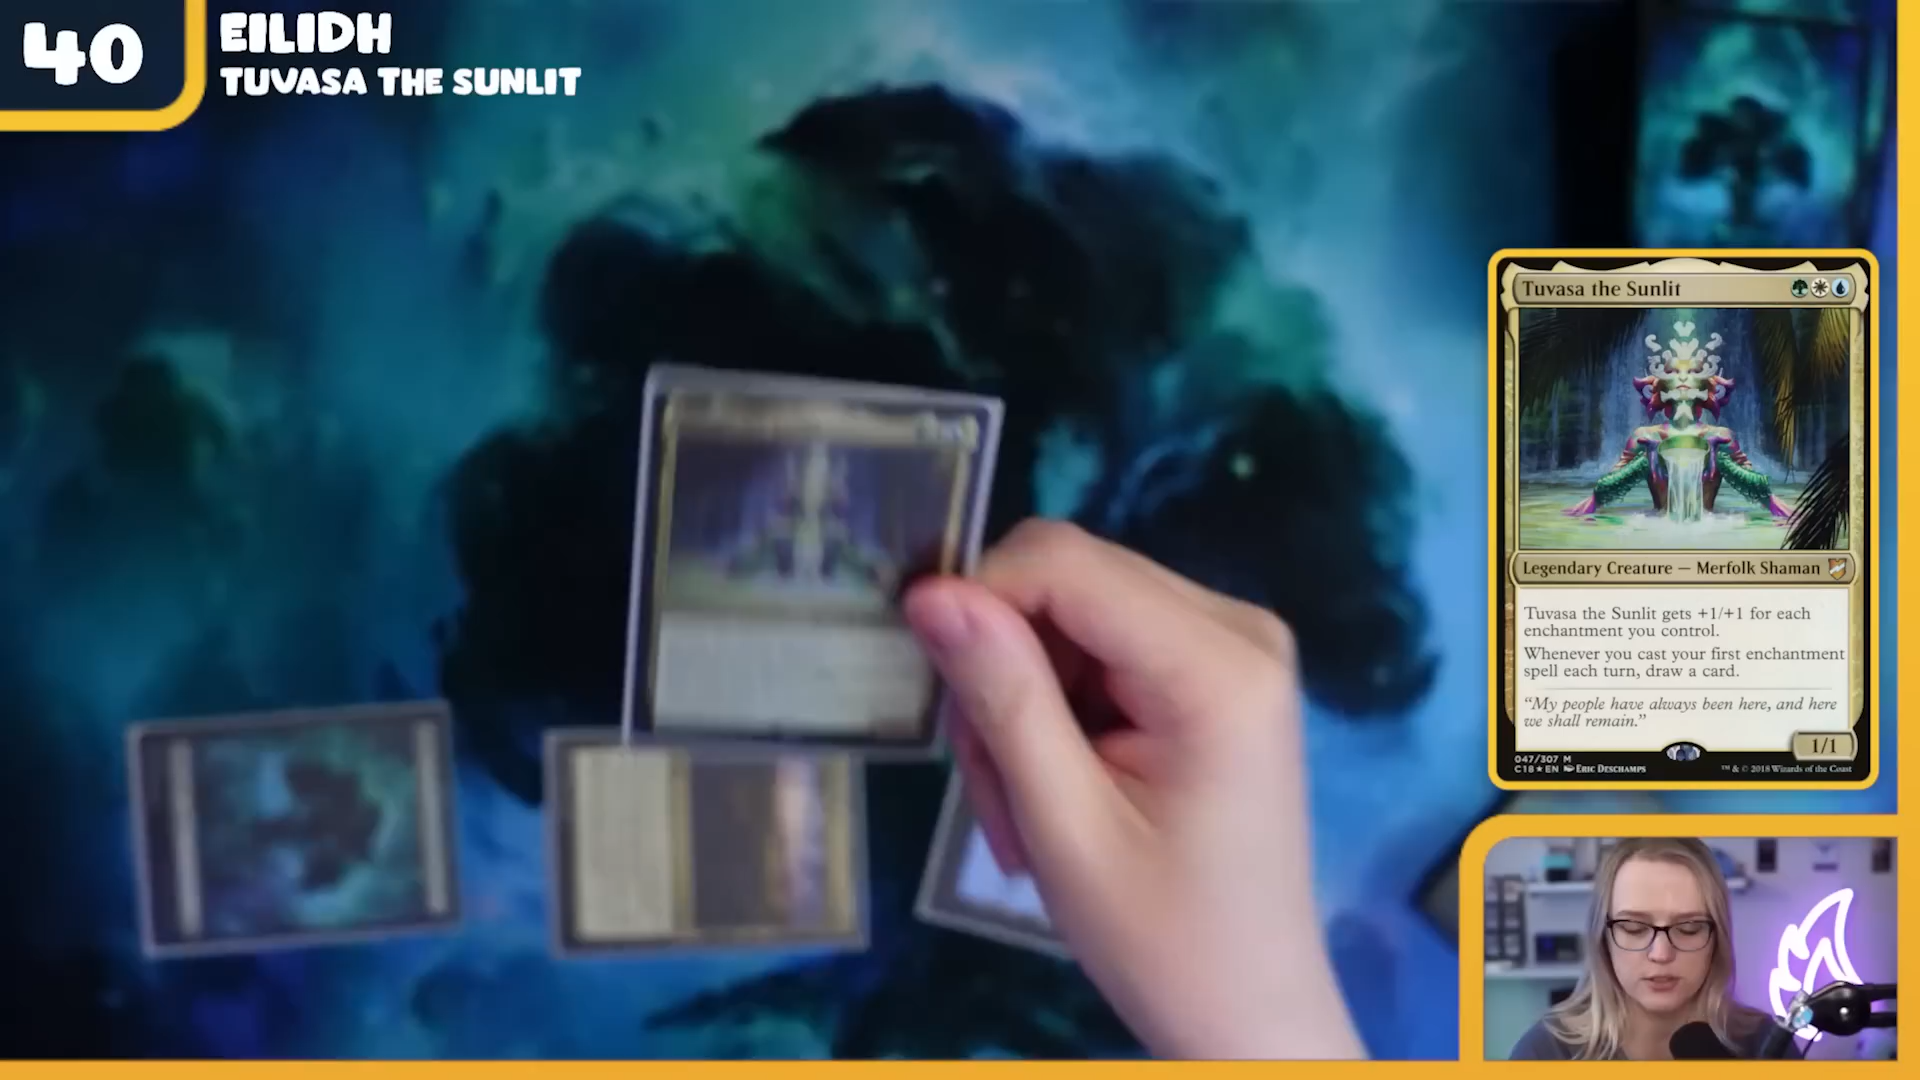 40
EILIDH
TUVASA THE SUNLIT
Tuvasa the Sunlit
Legendary Creature — Merfolk Shaman
Tuvasa the Sunlit gets +1/+1 for each
enchantment you control.
Whenever you cast your first enchantment
spell each turn, draw a card.
“My people have always been here, and here
we shall remain.”
1/1
047/307 M
C18★EN Eric Deschamps
™ & © 2018 Wizards of the Coast